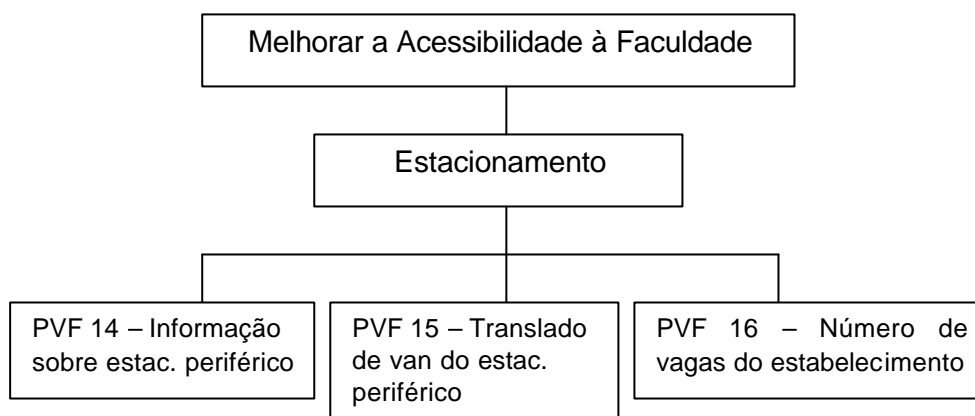 Melhorar a Acessibilidade à Faculdade
Estacionamento
PVF 14 – Informação
sobre estac. periférico
PVF 15 – Translado
de van do estac.
periférico
PVF 16 – Número de
vagas do estabelecimento